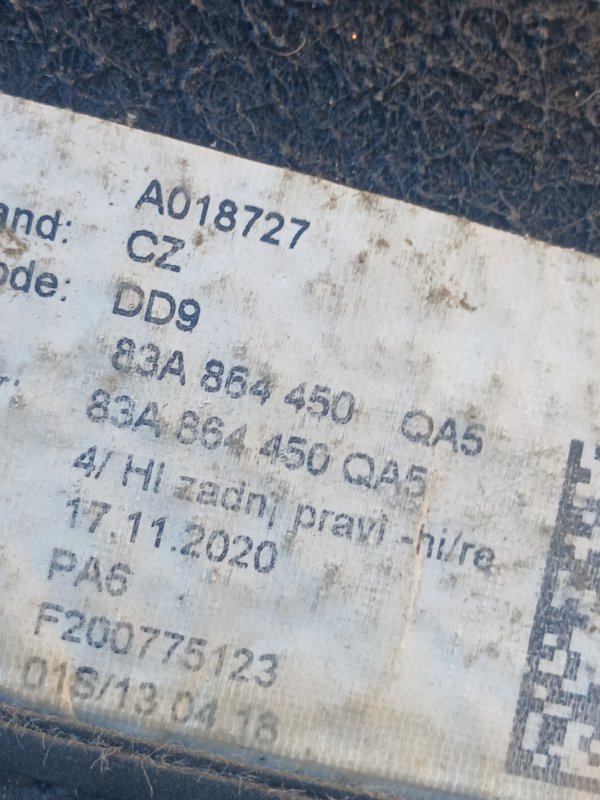 A018727
and: CZ
ode: DD9
83A 864 450 QA5
r: 83A 864 450 QA5
4/ HI zadní pravi -hi/re
17.11.2020
PA6
F200775123
01S/13 04 18